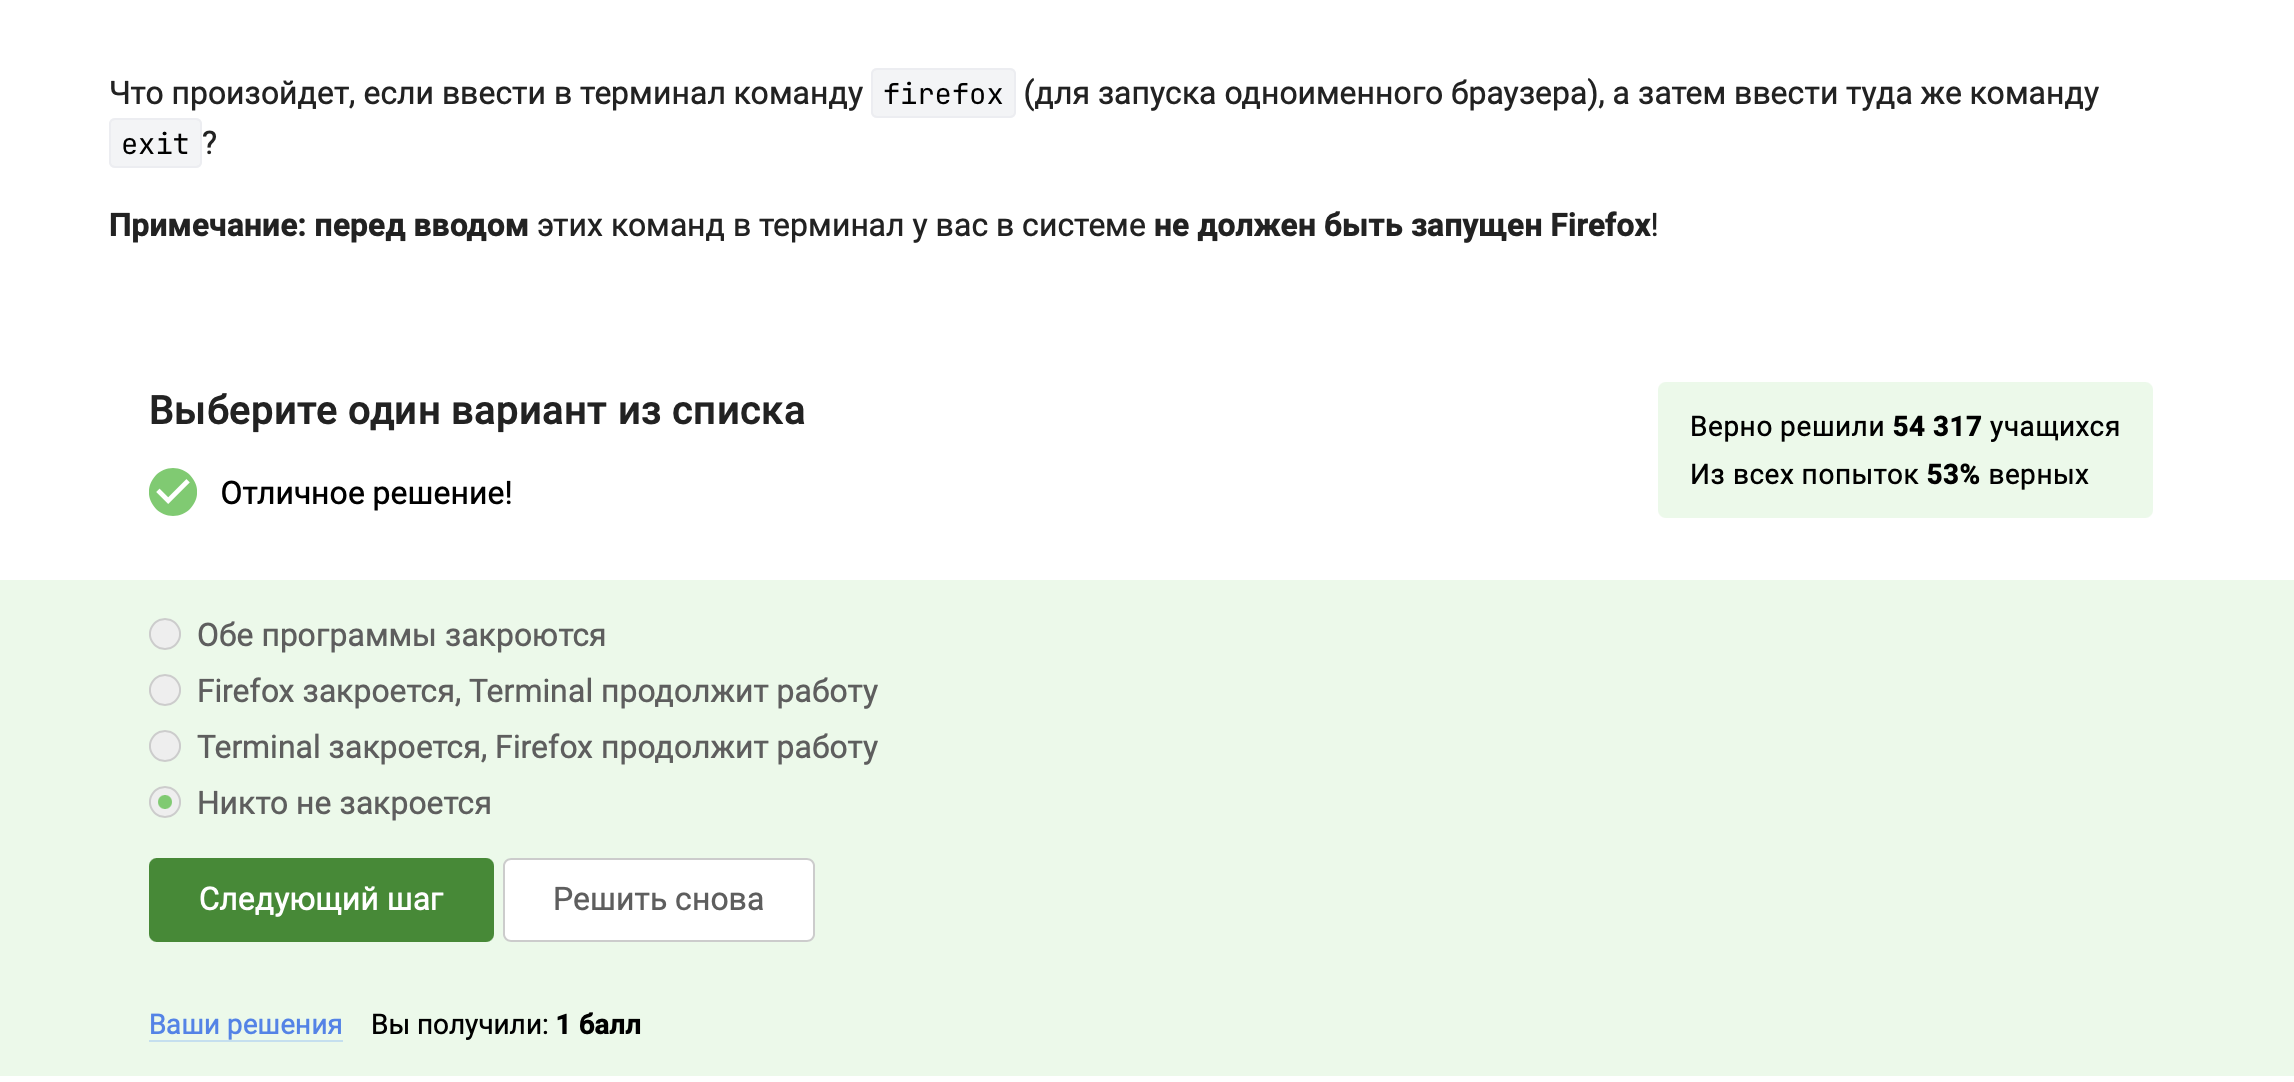 Что произойдет, если ввести в терминал команду firefox (для запуска одноименного браузера), а затем ввести туда же команду
exit?
Примечание: перед вводом этих команд в терминал у вас в системе не должен быть запущен Firefox!
Выберите один вариант из списка
Отличное решение!
Верно решили 54 317 учащихся
Из всех попыток 53% верных
Обе программы закроются
Firefox закроется, Terminal продолжит работу
Terminal закроется, Firefox продолжит работу
Никто не закроется
Следующий шаг
Решить снова
Ваши решения
Вы получили: 1 балл